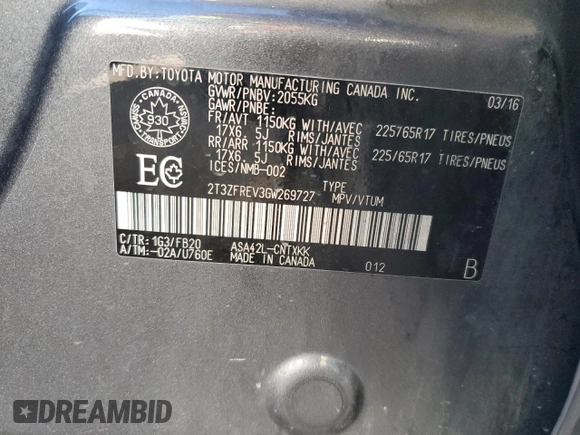 MFD.BY:TOYOTA MOTOR MANUFACTURING CANADA INC.
GVWR/PNBV:2055KG 03/16
GAWR/PNBE:
FR/AVT 1150KG WITH/AVEC 225/65R17 TIRES/PNEUS
17X6.5J RIMS/JANTES
RR/ARR 1150KG WITH/AVEC 225/65R17 TIRES/PNEUS
17X6.5J RIMS/JANTES
ICES/NMB-002
CANADA
930
TRANSPORT
EC
TYPE
2T3ZFREV3GW269727 MPV/VTUM
C/TR: 1G3/FB20 ASA42L-CNTXKK
A/TM:-02A/U760E MADE IN CANADA 012 B
DREAMBID